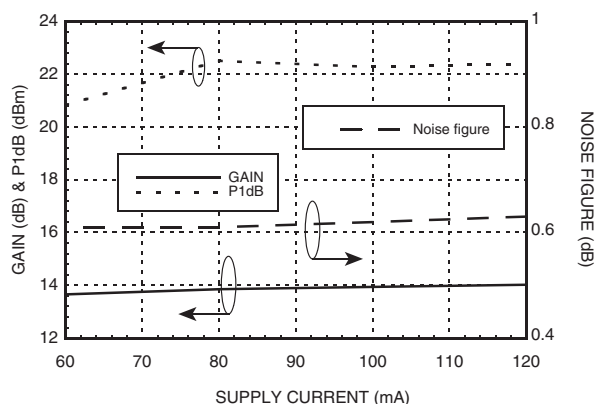 24
22
20
18
16
14
12
GAIN (dB) & P1dB (dBm)
1
0.8
0.6
0.4
NOISE FIGURE (dB)
Noise figure
GAIN
P1dB
60 70 80 90 100 110 120
SUPPLY CURRENT (mA)